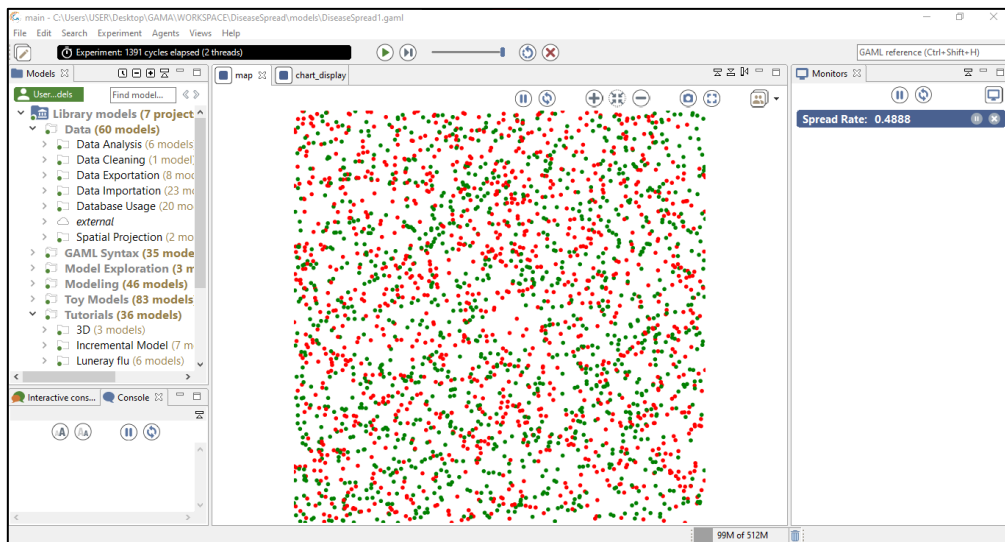 main - C:\Users\USER\Desktop\GAMA\WORKSPACE\DiseaseSpread\models\DiseaseSpread1.gaml
File Edit Search Experiment Agents Views Help
Experiment: 1391 cycles elapsed (2 threads)
GAML reference (Ctrl+Shift+H)
Models
User...dels
Find model...
Library models (7 project
Data (60 models)
Data Analysis (6 models
Data Cleaning (1 model)
Data Exportation (8 mo
Data Importation (23 m
Database Usage (20 mo
external
Spatial Projection (2 mo
GAML Syntax (35 mode
Model Exploration (3 m
Modeling (46 models)
Toy Models (83 models
Tutorials (36 models)
3D (3 models)
Incremental Model (7 m
Luneray flu (6 models)
Interactive cons...
Console
AA
AA
map
chart_display
Monitors
Spread Rate: 0.4888
99M of 512M